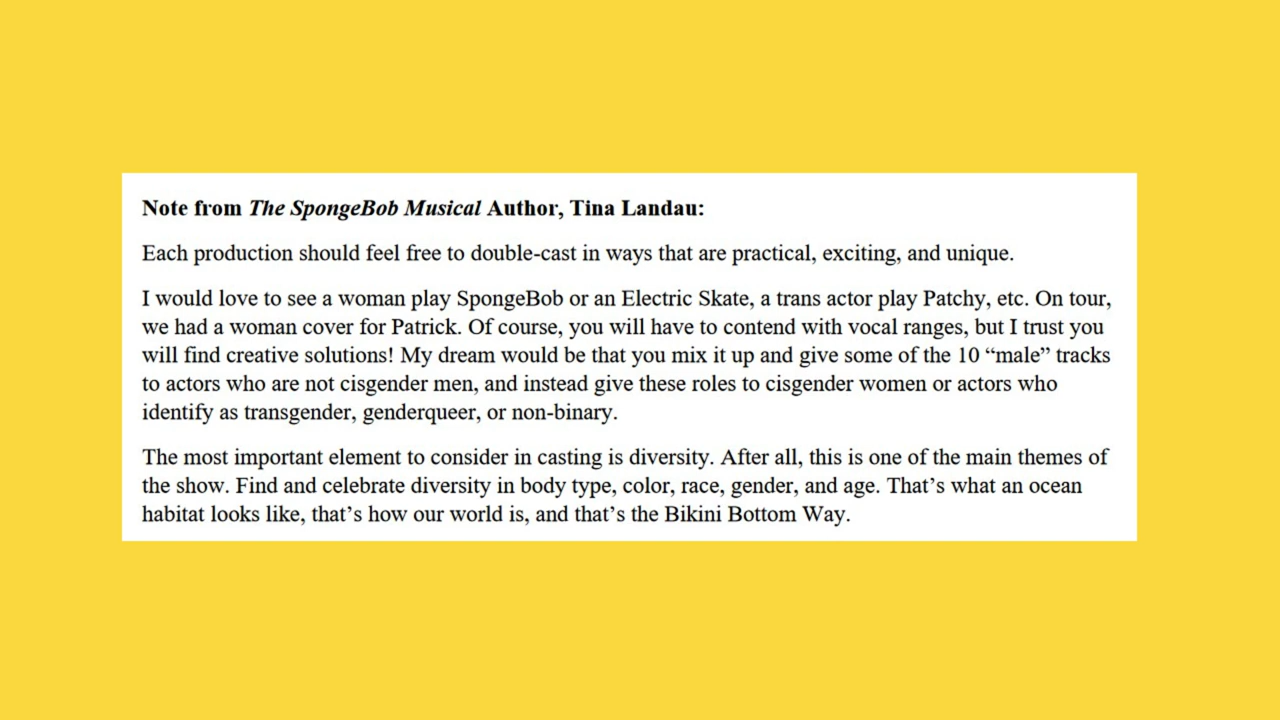 Note from The SpongeBob Musical Author, Tina Landau:
Each production should feel free to double-cast in ways that are practical, exciting, and unique.
I would love to see a woman play SpongeBob or an Electric Skate, a trans actor play Patchy, etc. On tour,
we had a woman cover for Patrick. Of course, you will have to contend with vocal ranges, but I trust you
will find creative solutions! My dream would be that you mix it up and give some of the 10 “male” tracks
to actors who are not cisgender men, and instead give these roles to cisgender women or actors who
identify as transgender, genderqueer, or non-binary.
The most important element to consider in casting is diversity. After all, this is one of the main themes of
the show. Find and celebrate diversity in body type, color, race, gender, and age. That’s what an ocean
habitat looks like, that’s how our world is, and that’s the Bikini Bottom Way.